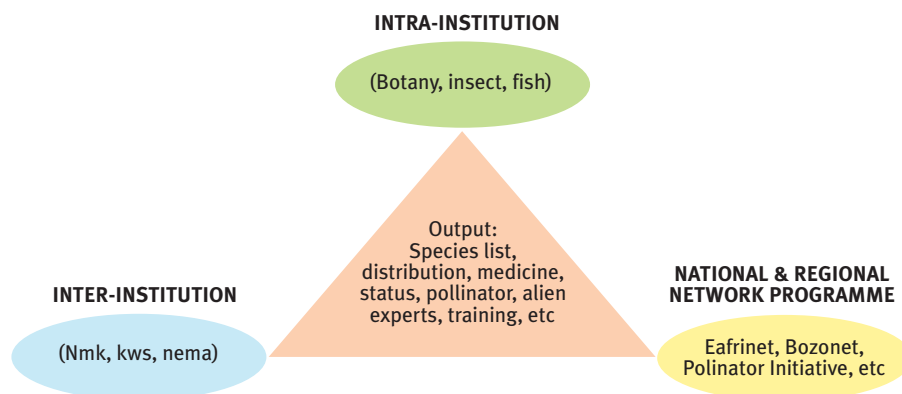 INTRA-INSTITUTION
(Botany, insect, fish)
Output:
Species list,
distribution, medicine,
status, pollinator, alien
experts, training, etc
INTER-INSTITUTION
(Nmk, kws, nema)
NATIONAL & REGIONAL
NETWORK PROGRAMME
Eafrinet, Bozonet,
Polinator Initiative, etc